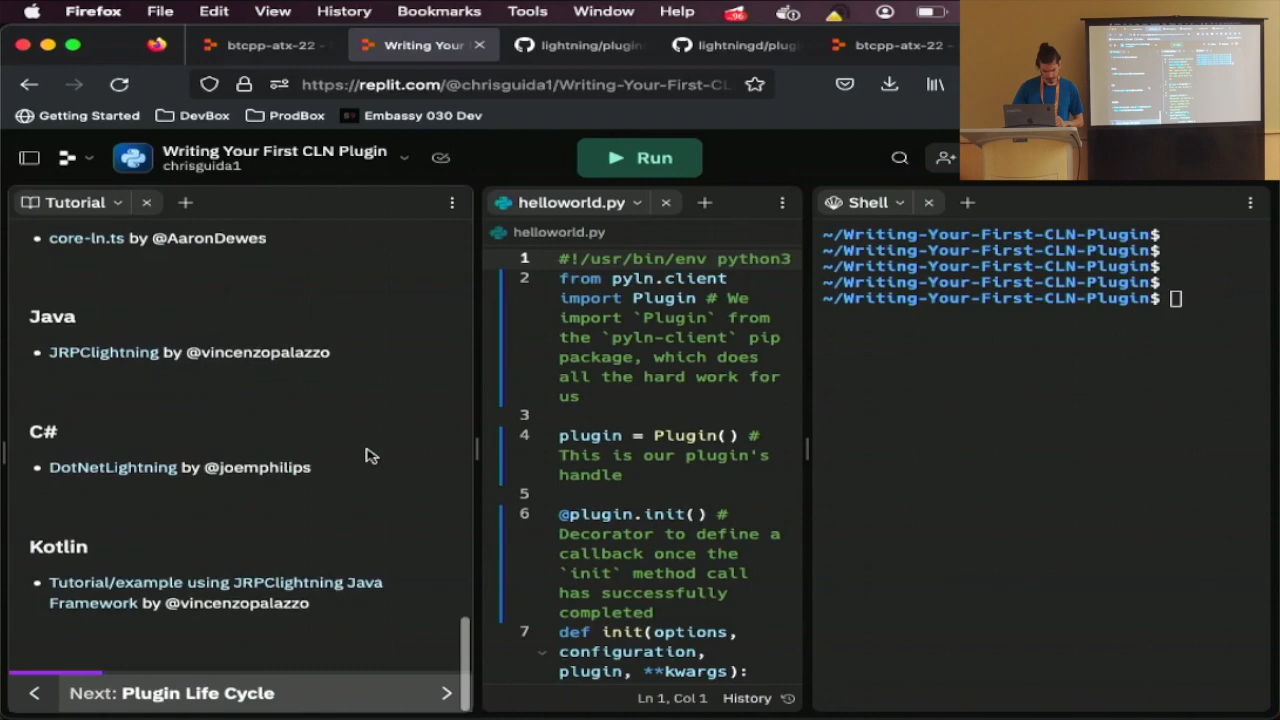 Firefox File Edit View History Bookmarks Tools Window Help 96
btcpp-atx-22 - Writing Your lightning/plugin lightningd/plug btcpp-atx-22 -
https://replit.com/@chrisguida1/Writing-Your-First-CL
Getting Started DevBox ProdBox Embassy 030 Dev
Writing Your First CLN Plugin
chrisguida1
Run
Tutorial
core-ln.ts by @AaronDewes
Java
JRPClightning by @vincenzopalazzo
C#
DotNetLightning by @joemphilips
Kotlin
Tutorial/example using JRPClightning Java
Framework by @vincenzopalazzo
Next: Plugin Life Cycle
helloworld.py
helloworld.py
1 #!/usr/bin/env python3
2 from pyln.client
import Plugin # We
import `Plugin` from
the `pyln-client` pip
package, which does
all the hard work for
us
3
4 plugin = Plugin() #
This is our plugin's
handle
5
6 @plugin.init() #
Decorator to define a
callback once the
`init` method call
has successfully
completed
7 def init(options,
configuration,
plugin, **kwargs):
Ln 1, Col 1 History
Shell
~/Writing-Your-First-CLN-Plugin$
~/Writing-Your-First-CLN-Plugin$
~/Writing-Your-First-CLN-Plugin$
~/Writing-Your-First-CLN-Plugin$
~/Writing-Your-First-CLN-Plugin$